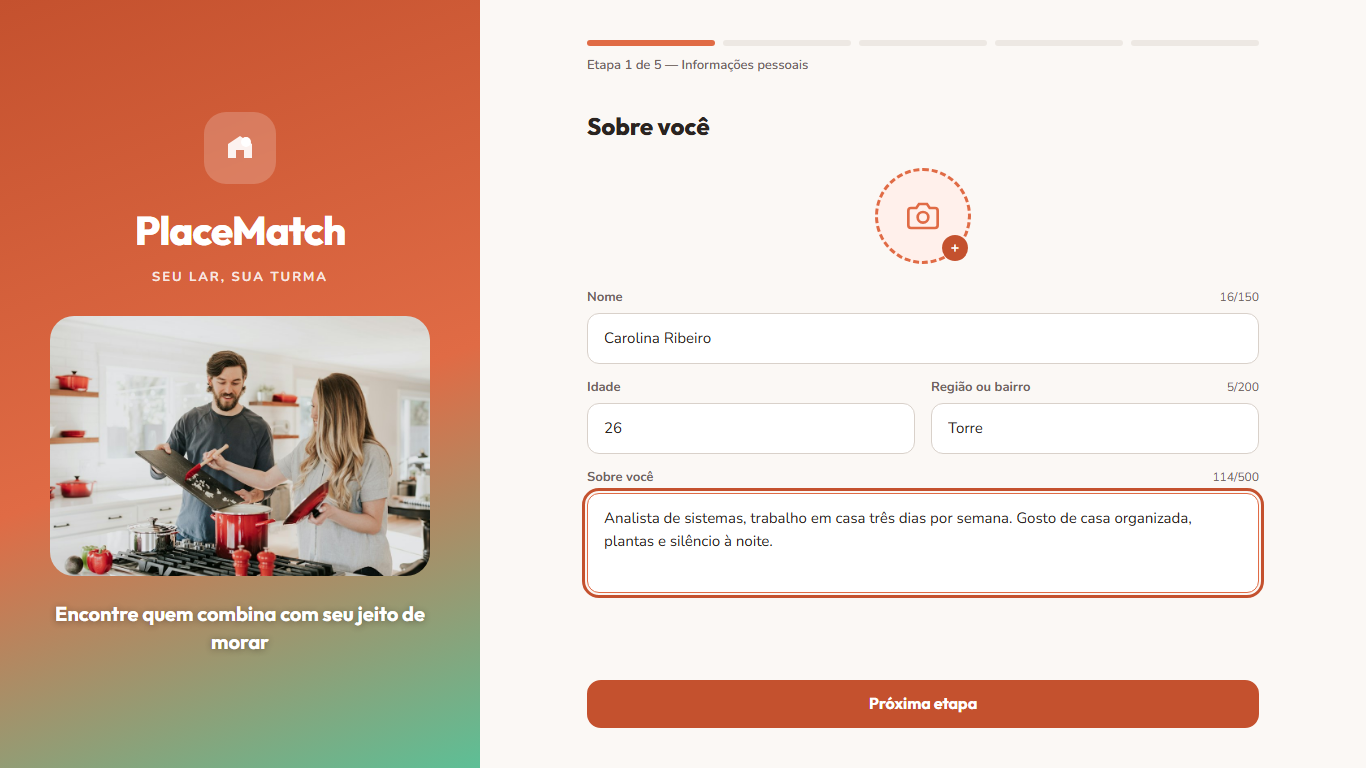 PlaceMatch
SEU LAR, SUA TURMA
Encontre quem combina com seu jeito de
morar
Etapa 1 de 5 — Informações pessoais
Sobre você
+
Nome 16/150
Carolina Ribeiro
Idade
Região ou bairro 5/200
26
Torre
Sobre você 114/500
Analista de sistemas, trabalho em casa três dias por semana. Gosto de casa organizada,
plantas e silêncio à noite.
Próxima etapa